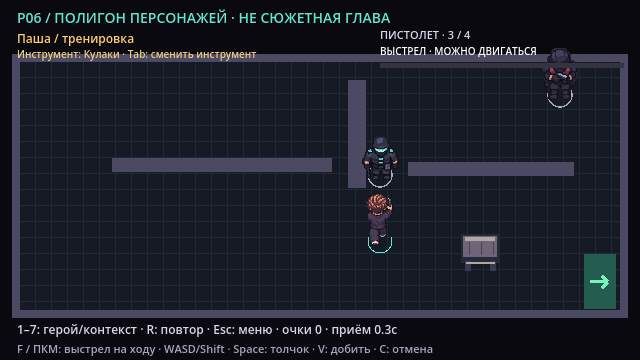 P06 / ПОЛИГОН ПЕРСОНАЖЕЙ · НЕ СЮЖЕТНАЯ ГЛАВА
Паша / тренировка
ПИСТОЛЕТ · 3 / 4
Инструмент: Кулаки · Tab: сменить инструмент
ВЫСТРЕЛ · МОЖНО ДВИГАТЬСЯ
1–7: герой/контекст · R: повтор · Esc: меню · очки 0 · приём 0.3с
F / ПКМ: выстрел на ходу · WASD/Shift · Space: толчок · V: добить · C: отмена